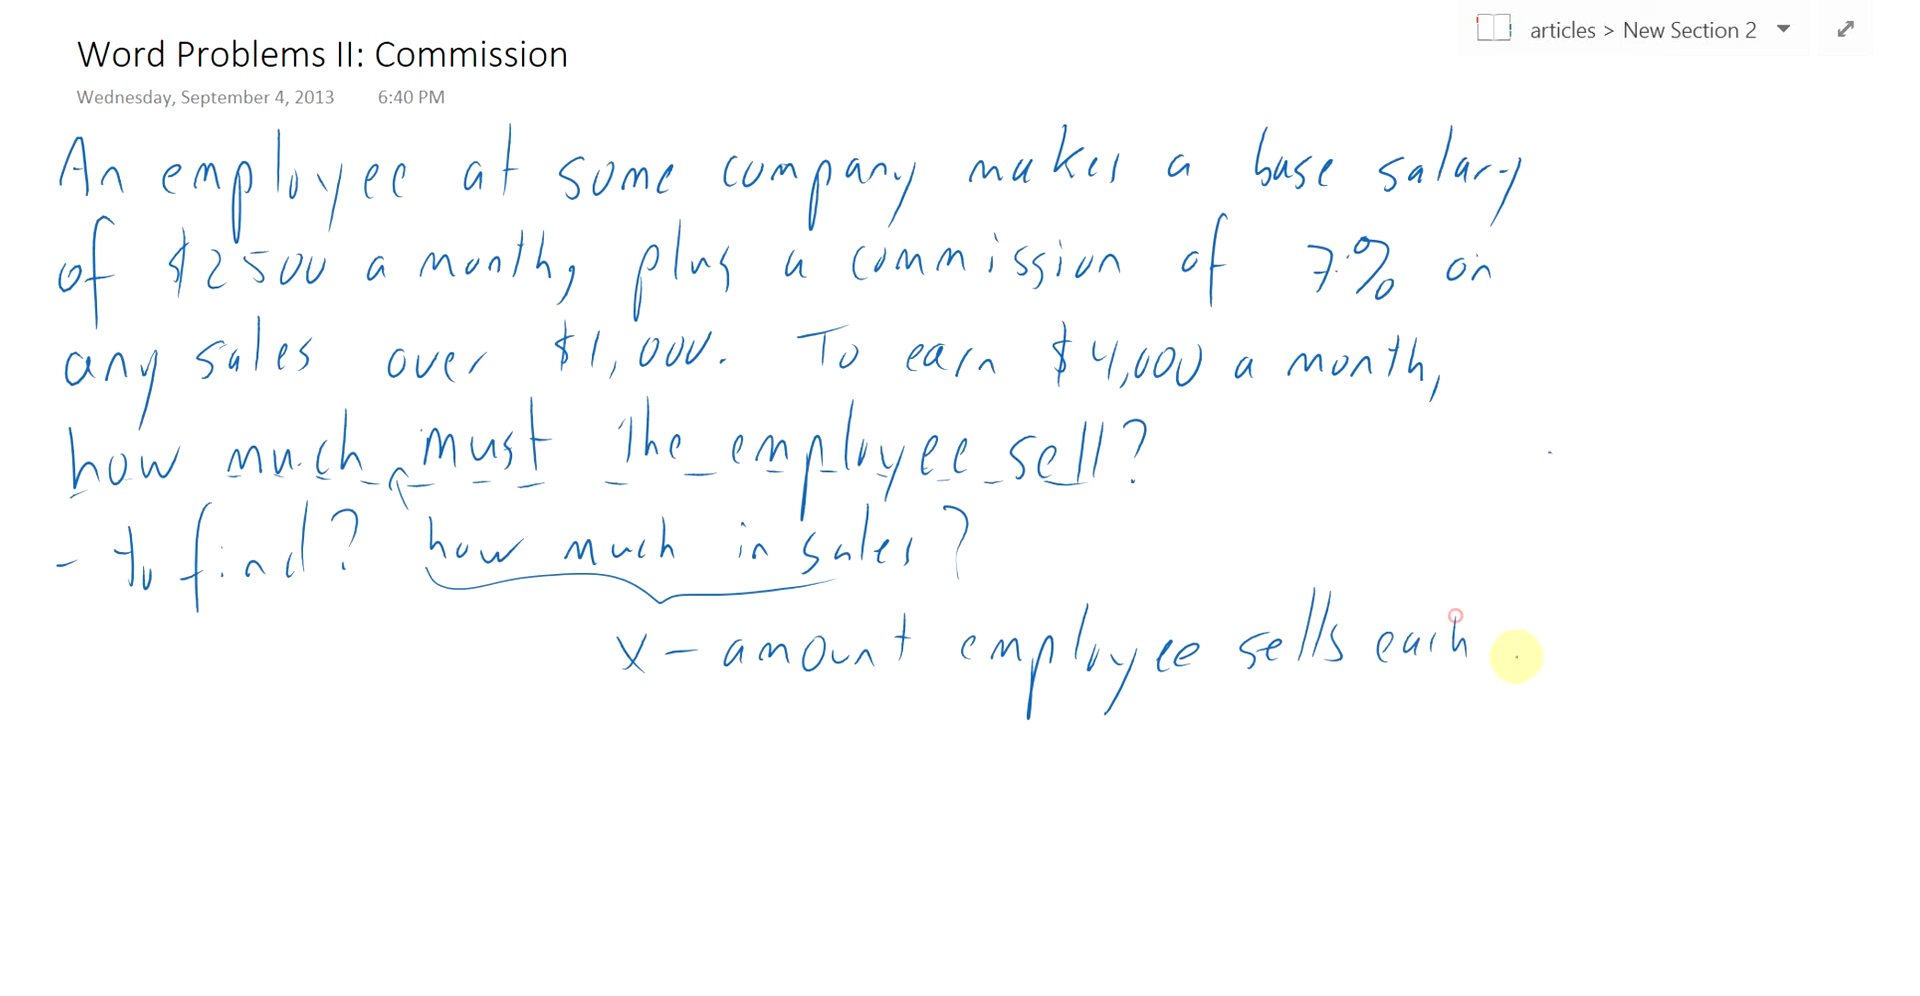 articles > New Section 2
Word Problems II: Commission
Wednesday, September 4, 2013 6:40 PM
An employee at some company makes a base salary
of $2500 a month, plus a commission of 7% on
any sales over $1,000. To earn $4,000 a month,
how much must the employee sell?
- to find? how much in sales?
x - amount employee sells each